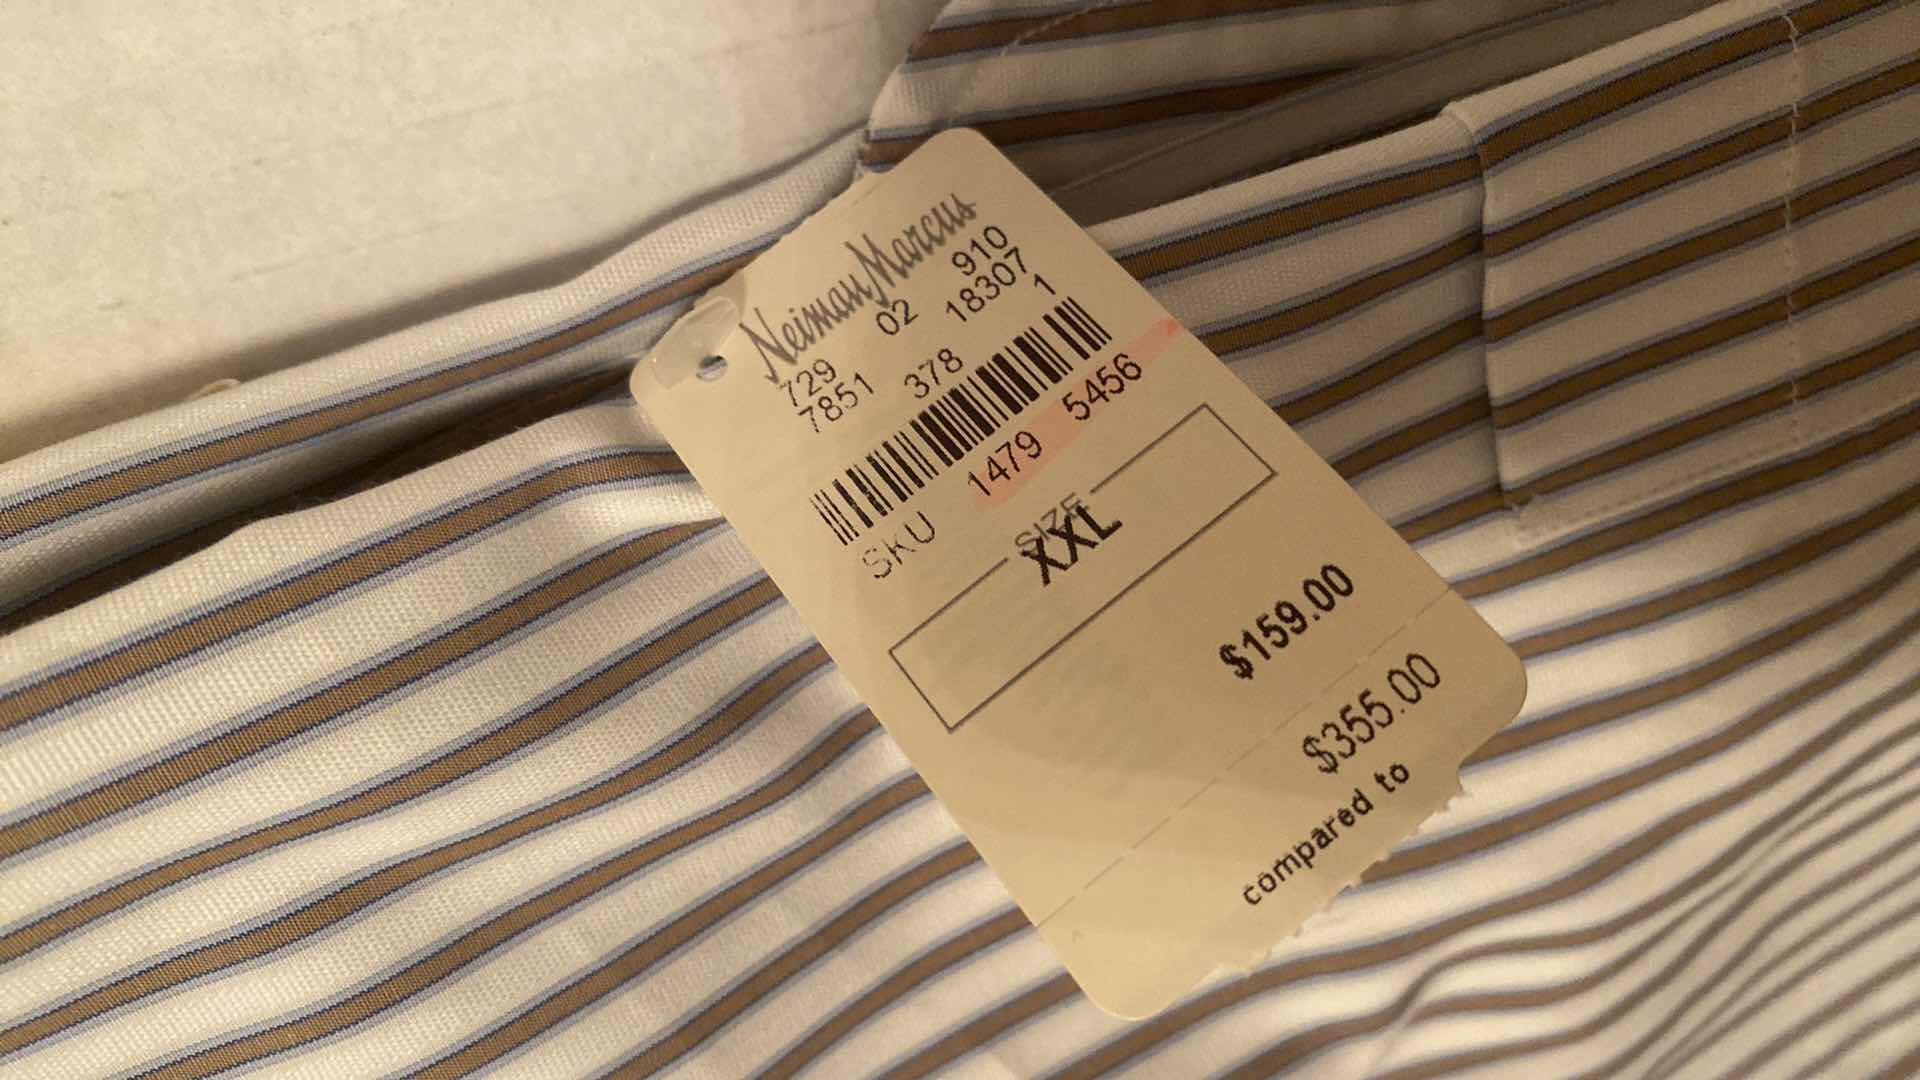 Neiman Marcus
729 02 910
7851 378 18307
1
1479 5456
SKU
SIZE
XXL
$159.00
$355.00
compared to